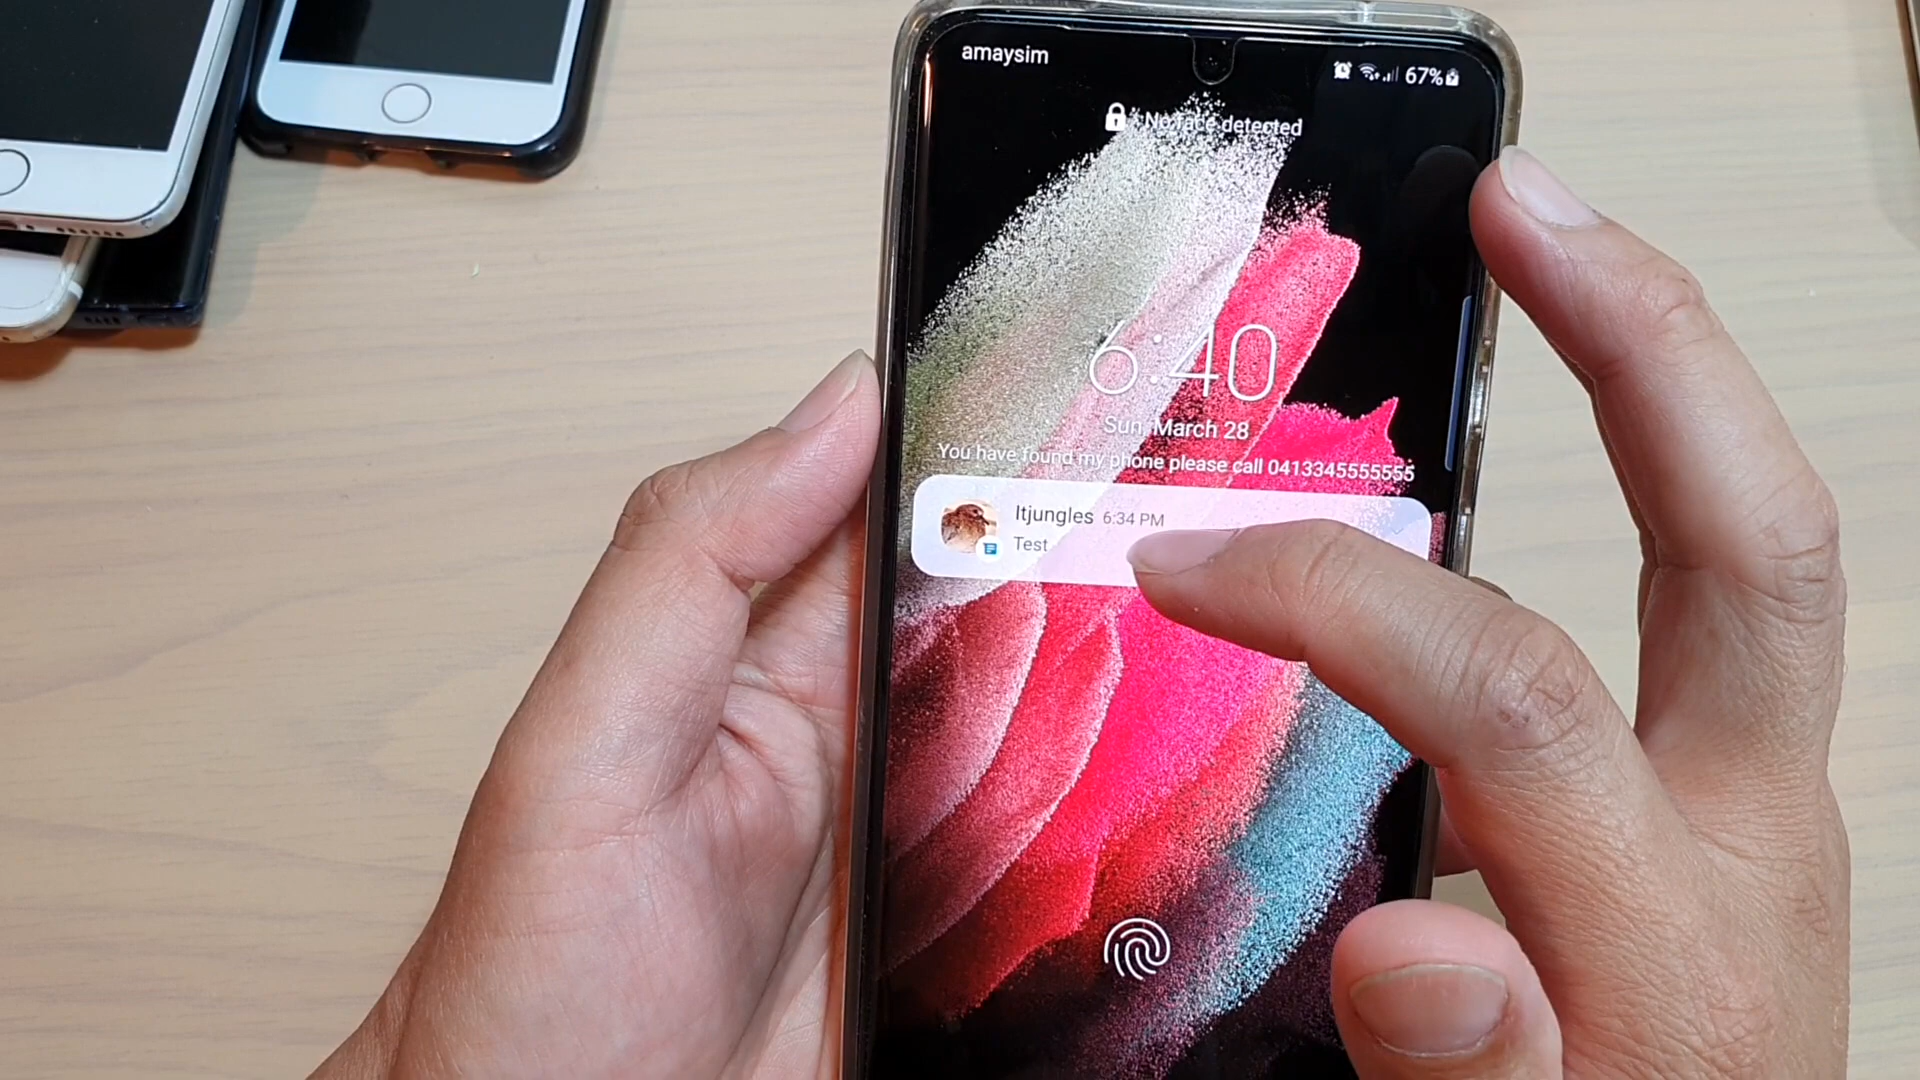 amaysim
67%
No face detected
6:40
Sun, March 28
You have found my phone please call 0413345555555
Itjungles 6:34 PM
Test